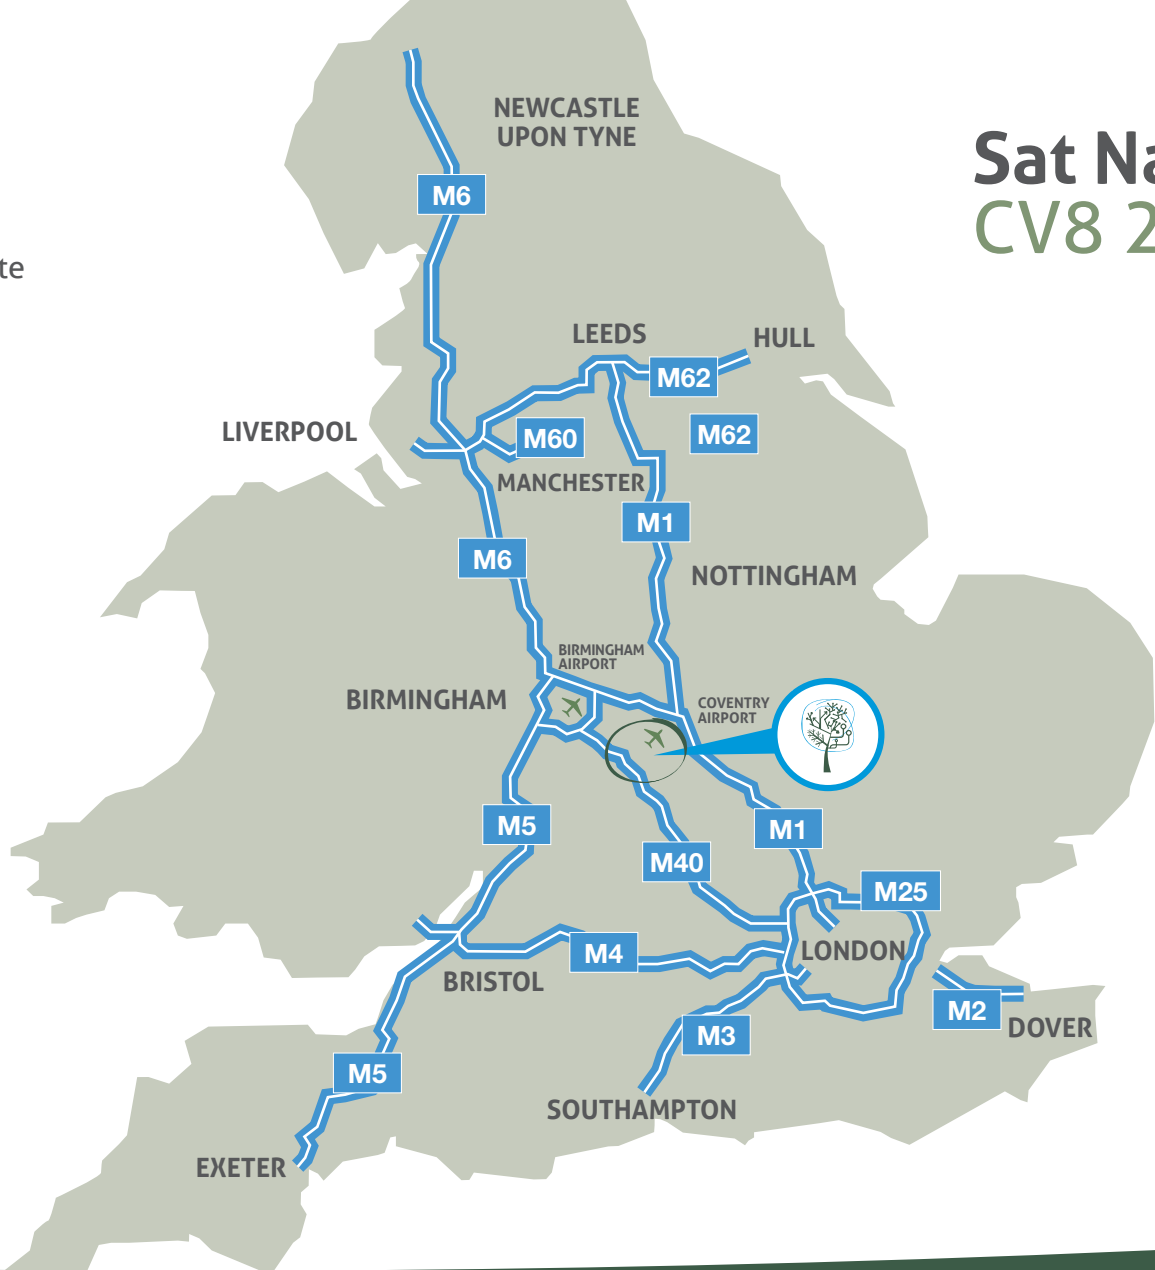 NEWCASTLE
UPON TYNE
Sat Na
CV8 2
M6
te
LEEDS
HULL
M62
LIVERPOOL
M60
M62
MANCHESTER
M1
M6
NOTTINGHAM
BIRMINGHAM
AIRPORT
BIRMINGHAM
COVENTRY
AIRPORT
M5
M1
M40
M25
M4
LONDON
BRISTOL
M2
DOVER
M3
M5
SOUTHAMPTON
EXETER